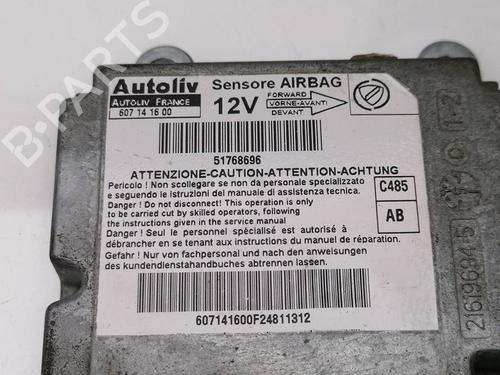 Autoliv
Sensore AIRBAG
AUTOLIV FRANCE
607 14 16 00
12V
FORWARD
VORNE-AVANTI
DEVANT
51768696
ATTENZIONE-CAUTION-ATTENTION-ACHTUNG
Pericolo ! Non scollegare se non da personale specializzato
e seguendo le istruzioni del manuale di assistenza tecnica.
Danger ! Do not disconnect! This operation is only
to be carried cut by skilled operators, following
the instructions given in the service manual
Danger ! Seul le personnel spécialisé est autorisé à
débrancher en se tenant aux instructions du manuel de réparation.
Gefahr ! Nur von fachpersonal und nach den anweisungen
des kundendienstahandbuches abtrennen lassen.
C485
AB
607141600F24811312
B-PARTS